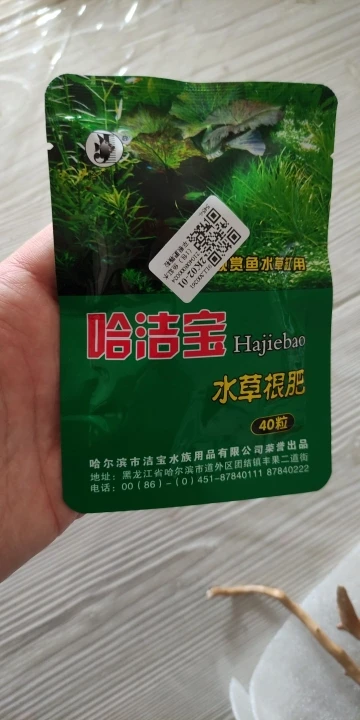 赏鱼水草缸用
哈洁宝 Hajiebao
水草根肥
40粒
哈尔滨市洁宝水族用品有限公司荣誉出品
地址：黑龙江省哈尔滨市道外区团结镇丰果二道街
电话：00（86）-（0）451-87840111 87840222